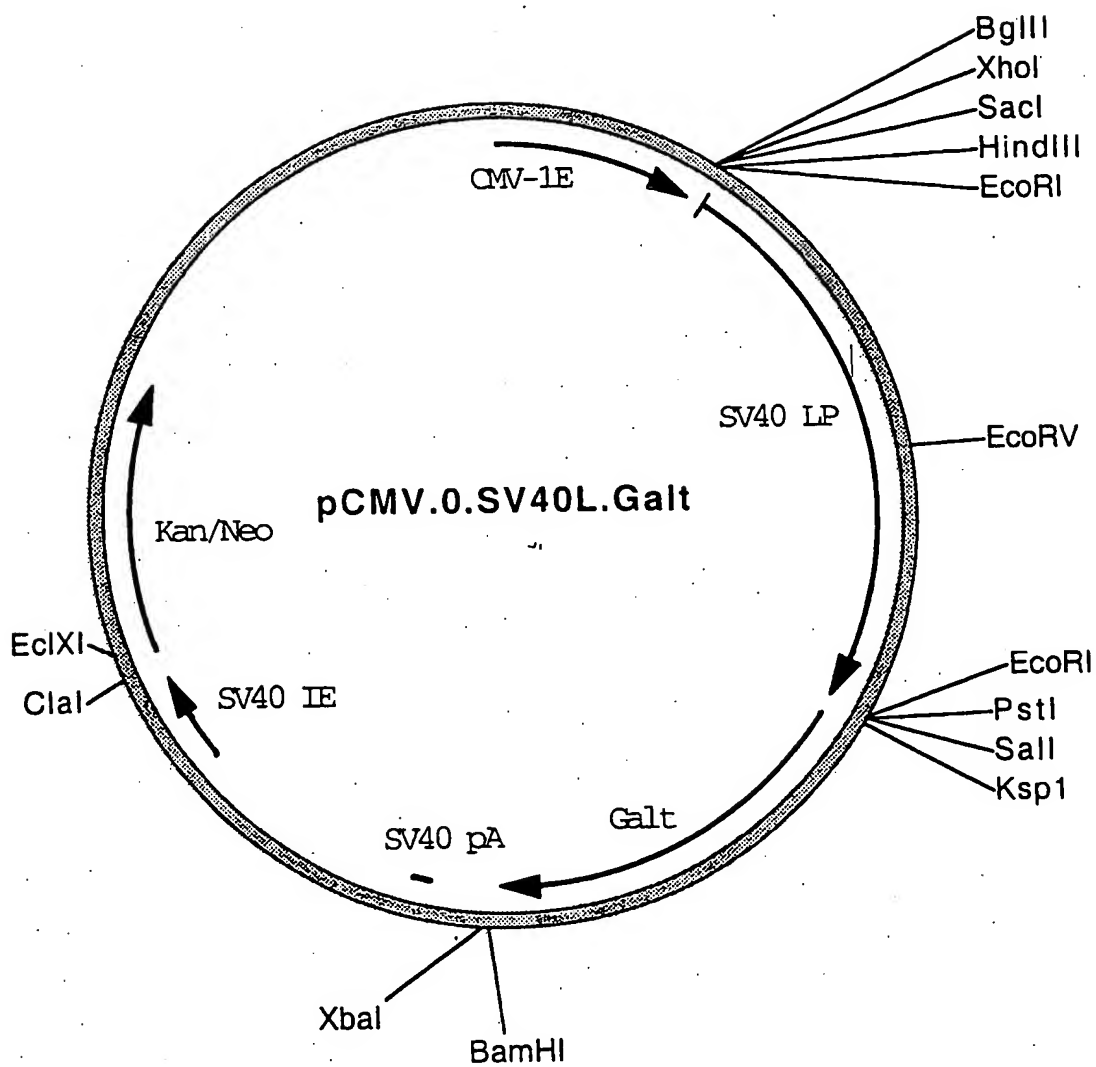 BglII
XhoI
SacI
HindIII
EcoRI
CMV-1E
SV40 LP
EcoRV
pCMV.0.SV40L.Galt
Kan/Neo
EclXI
ClaI
SV40 IE
EcoRI
PstI
SalI
Ksp1
Galt
SV40 pA
XbaI
BamHI